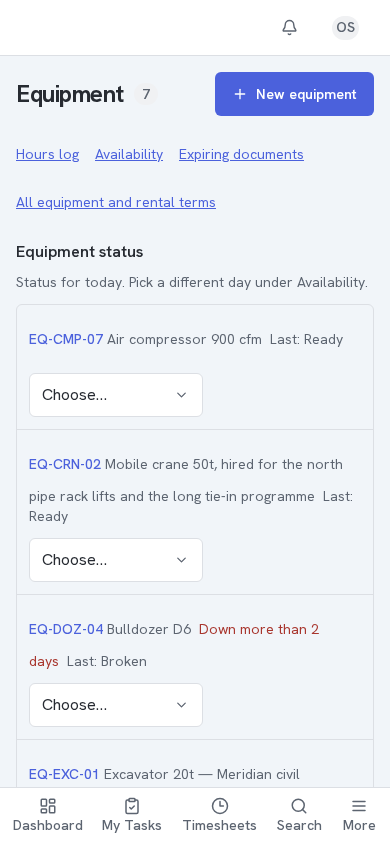 OS
Equipment 7 New equipment
Hours log Availability Expiring documents
All equipment and rental terms
Equipment status
Status for today. Pick a different day under Availability.
EQ-CMP-07 Air compressor 900 cfm Last: Ready
Choose...
EQ-CRN-02 Mobile crane 50t, hired for the north
pipe rack lifts and the long tie-in programme Last:
Ready
Choose...
EQ-DOZ-04 Bulldozer D6 Down more than 2
days Last: Broken
Choose...
EQ-EXC-01 Excavator 20t — Meridian civil
Dashboard My Tasks Timesheets Search More